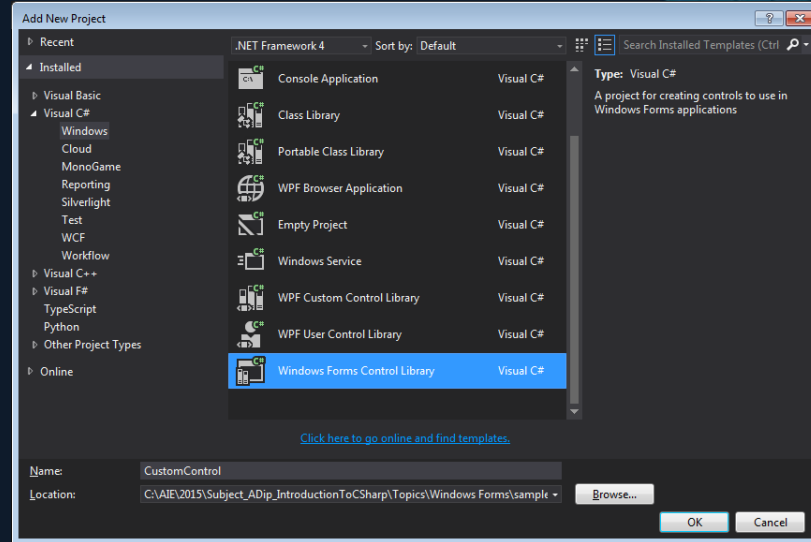 Add New Project
Recent
.NET Framework 4 Sort by: Default
Search Installed Templates (Ctrl
Installed
Visual Basic
Visual C#
Windows
Cloud
MonoGame
Reporting
Silverlight
Test
WCF
Workflow
Visual C++
Visual F#
TypeScript
Python
Other Project Types
Online
Console Application Visual C#
Class Library Visual C#
Portable Class Library Visual C#
WPF Browser Application Visual C#
Empty Project Visual C#
Windows Service Visual C#
WPF Custom Control Library Visual C#
WPF User Control Library Visual C#
Windows Forms Control Library Visual C#
Click here to go online and find templates.
Type: Visual C#
A project for creating controls to use in
Windows Forms applications
Name: CustomControl
Location: C:\AIE\2015\Subject_ADip_IntroductionToCSharp\Topics\Windows Forms\sample
Browse...
OK Cancel